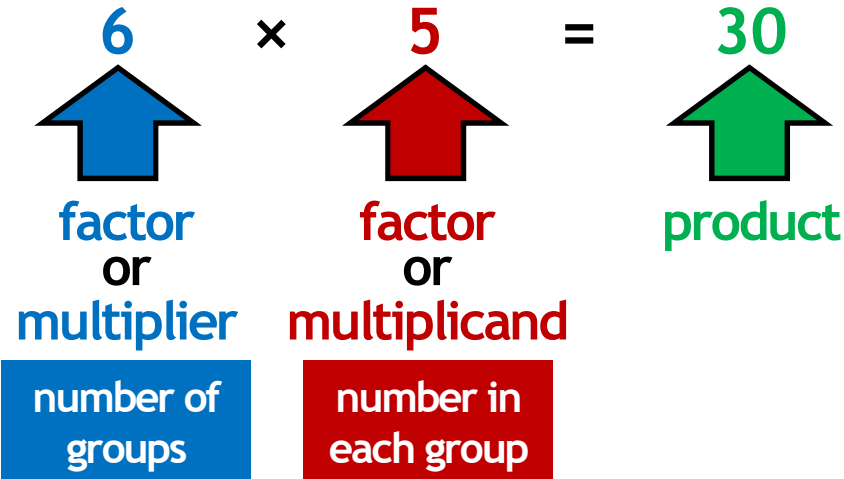 6 × 5 = 30
factor factor product
or or
multiplier multiplicand
number of number in
groups each group